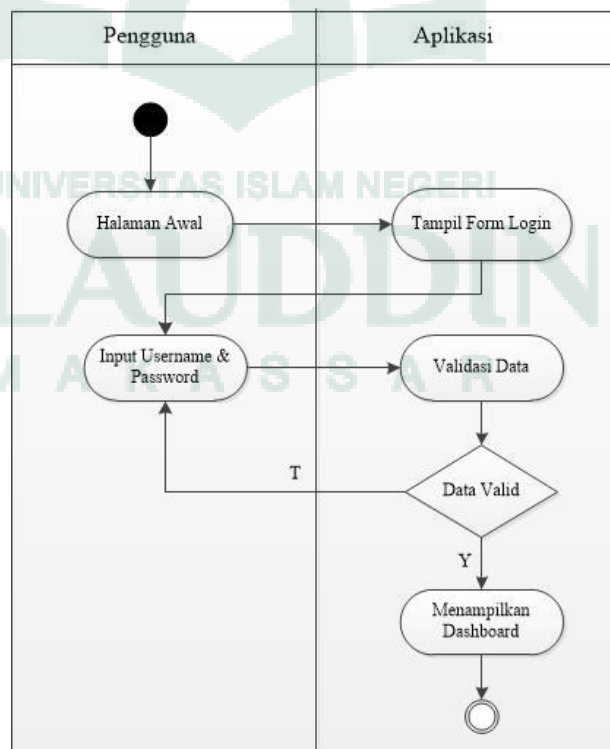 Pengguna
Aplikasi
UNIVERSITAS ISLAM NEGERI
Halaman Awal
Tampil Form Login
LAUDDIN
Input Username &
Password
Validasi Data
M A K A S S A R
T
Data Valid
Y
Menampilkan
Dashboard